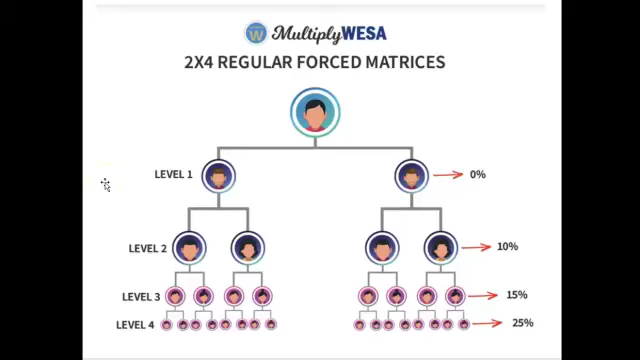 W MultiplyWESA
2X4 REGULAR FORCED MATRICES
LEVEL 1 0%
LEVEL 2 10%
LEVEL 3 15%
LEVEL 4 25%